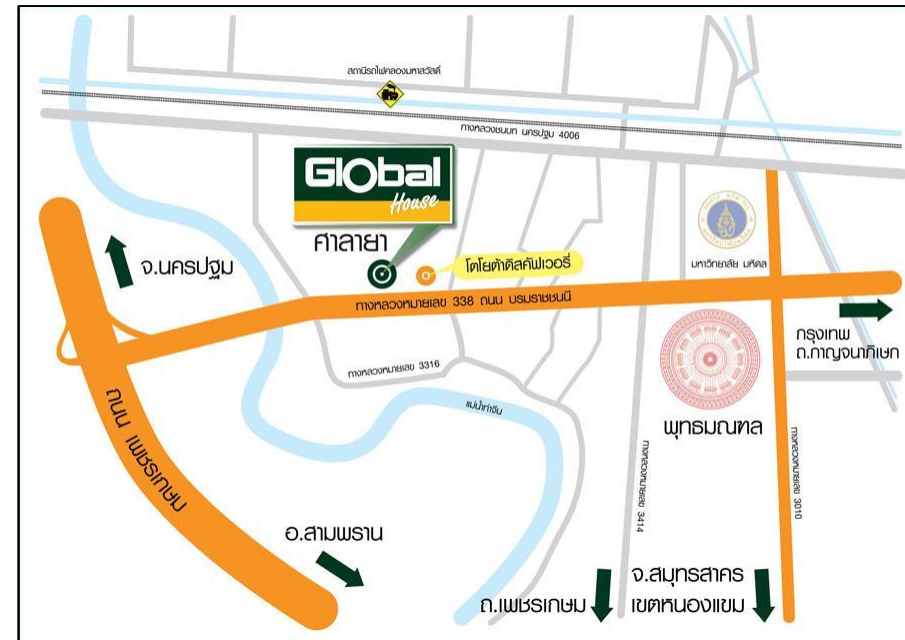 สถานีรถไฟคลองมหาสวัสดิ์
ทางหลวงชนบท นครปฐม 4006
Global
House
ศาลายา
จ.นครปฐม
โตโยต้าดิสคัฟเวอรี่
มหาวิทยาลัย มหิดล
ทางหลวงหมายเลข 338 ถนน บรมราชชนนี
กรุงเทพ
ถ.กาญจนาภิเษก
ทางหลวงหมายเลข 3316
แม่น้ำท่าจีน
พุทธมณฑล
ถนน เพชรเกษม
ทางหลวงหมายเลข 3414
ทางหลวงหมายเลข 3010
อ.สามพราน
ถ.เพชรเกษม
จ.สมุทรสาคร
เขตหนองแขม